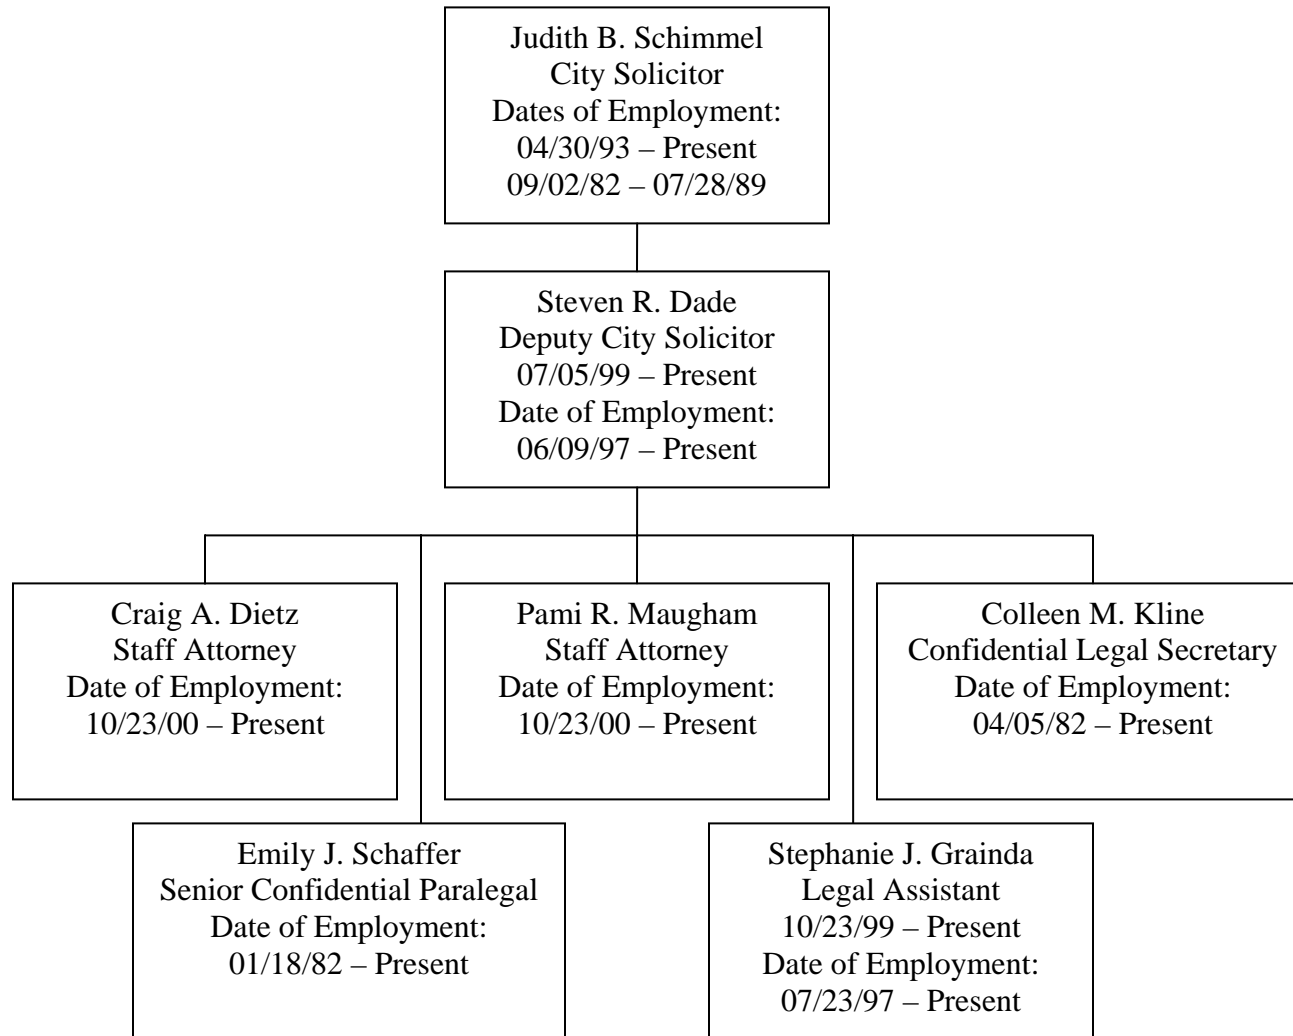 Judith B. Schimmel
City Solicitor
Dates of Employment:
04/30/93 – Present
09/02/82 – 07/28/89
Steven R. Dade
Deputy City Solicitor
07/05/99 – Present
Date of Employment:
06/09/97 – Present
Craig A. Dietz
Staff Attorney
Date of Employment:
10/23/00 – Present
Pami R. Maugham
Staff Attorney
Date of Employment:
10/23/00 – Present
Colleen M. Kline
Confidential Legal Secretary
Date of Employment:
04/05/82 – Present
Emily J. Schaffer
Senior Confidential Paralegal
Date of Employment:
01/18/82 – Present
Stephanie J. Grainda
Legal Assistant
10/23/99 – Present
Date of Employment:
07/23/97 – Present